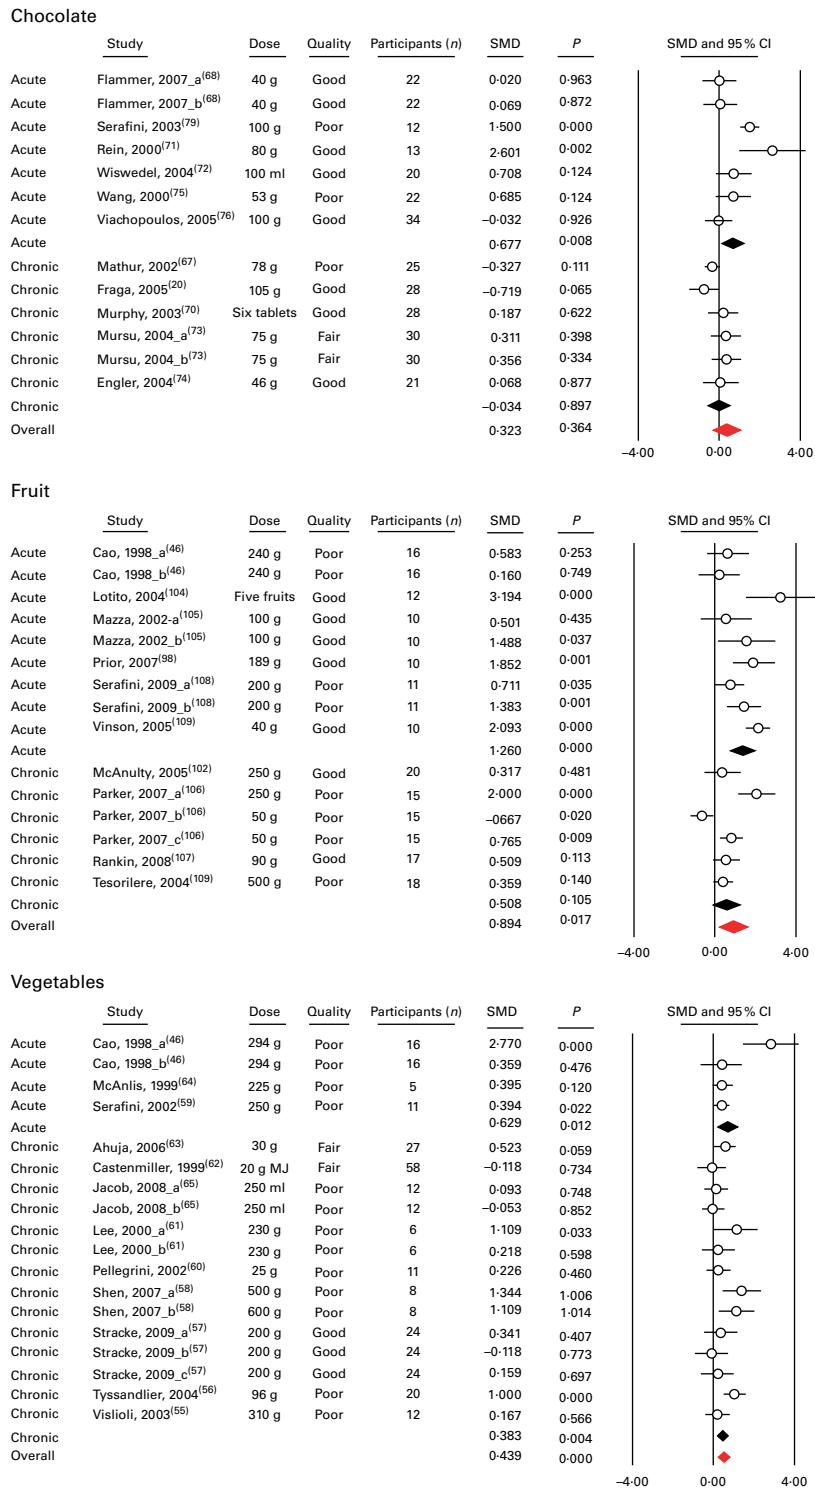 Chocolate
Study Dose Quality Participants (n) SMD P SMD and 95 % CI
Acute Flammer, 2007_a(68) 40 g Good 22 0·020 0·963
Acute Flammer, 2007_b(68) 40 g Good 22 0·069 0·872
Acute Serafini, 2003(79) 100 g Poor 12 1·500 0·000
Acute Rein, 2000(71) 80 g Good 13 2·601 0·002
Acute Wiswedel, 2004(72) 100 ml Good 20 0·708 0·124
Acute Wang, 2000(75) 53 g Poor 22 0·685 0·124
Acute Viachopoulos, 2005(76) 100 g Good 34 –0·032 0·926
Acute 0·677 0·008
Chronic Mathur, 2002(67) 78 g Poor 25 –0·327 0·111
Chronic Fraga, 2005(20) 105 g Good 28 –0·719 0·065
Chronic Murphy, 2003(70) Six tablets Good 28 0·187 0·622
Chronic Mursu, 2004_a(73) 75 g Fair 30 0·311 0·398
Chronic Mursu, 2004_b(73) 75 g Fair 30 0·356 0·334
Chronic Engler, 2004(74) 46 g Good 21 0·068 0·877
Chronic –0·034 0·897
Overall 0·323 0·364
–4·00 0·00 4·00
Fruit
Study Dose Quality Participants (n) SMD P SMD and 95% CI
Acute Cao, 1998_a(46) 240 g Poor 16 0·583 0·253
Acute Cao, 1998_b(46) 240 g Poor 16 0·160 0·749
Acute Lotito, 2004(104) Five fruits Good 12 3·194 0·000
Acute Mazza, 2002-a(105) 100 g Good 10 0·501 0·435
Acute Mazza, 2002_b(105) 100 g Good 10 1·488 0·037
Acute Prior, 2007(98) 189 g Good 10 1·852 0·001
Acute Serafini, 2009_a(108) 200 g Poor 11 0·711 0·035
Acute Serafini, 2009_b(108) 200 g Poor 11 1·383 0·001
Acute Vinson, 2005(109) 40 g Good 10 2·093 0·000
Acute 1·260 0·000
Chronic McAnulty, 2005(102) 250 g Good 20 0·317 0·481
Chronic Parker, 2007_a(106) 250 g Poor 15 2·000 0·000
Chronic Parker, 2007_b(106) 50 g Poor 15 –0667 0·020
Chronic Parker, 2007_c(106) 50 g Poor 15 0·765 0·009
Chronic Rankin, 2008(107) 90 g Good 17 0·509 0·113
Chronic Tesorilere, 2004(109) 500 g Poor 18 0·359 0·140
Chronic 0·508 0·105
Overall 0·894 0·017
–4·00 0·00 4·00
Vegetables
Study Dose Quality Participants (n) SMD P SMD and 95 % CI
Acute Cao, 1998_a(46) 294 g Poor 16 2·770 0·000
Acute Cao, 1998_b(46) 294 g Poor 16 0·359 0·476
Acute McAnlis, 1999(64) 225 g Poor 5 0·395 0·120
Acute Serafini, 2002(59) 250 g Poor 11 0·394 0·022
Acute 0·629 0·012
Chronic Ahuja, 2006(63) 30 g Fair 27 0·523 0·059
Chronic Castenmiller, 1999(62) 20 g MJ Fair 58 –0·118 0·734
Chronic Jacob, 2008_a(65) 250 ml Poor 12 0·093 0·748
Chronic Jacob, 2008_b(65) 250 ml Poor 12 –0·053 0·852
Chronic Lee, 2000_a(61) 230 g Poor 6 1·109 0·033
Chronic Lee, 2000_b(61) 230 g Poor 6 0·218 0·598
Chronic Pellegrini, 2002(60) 25 g Poor 11 0·226 0·460
Chronic Shen, 2007_a(58) 500 g Poor 8 1·344 1·006
Chronic Shen, 2007_b(58) 600 g Poor 8 1·109 1·014
Chronic Stracke, 2009_a(57) 200 g Good 24 0·341 0·407
Chronic Stracke, 2009_b(57) 200 g Good 24 –0·118 0·773
Chronic Stracke, 2009_c(57) 200 g Good 24 0·159 0·697
Chronic Tyssandlier, 2004(56) 96 g Poor 20 1·000 0·000
Chronic Vislioli, 2003(55) 310 g Poor 12 0·167 0·566
Chronic 0·383 0·004
Overall 0·439 0·000
–4·00 0·00 4·00